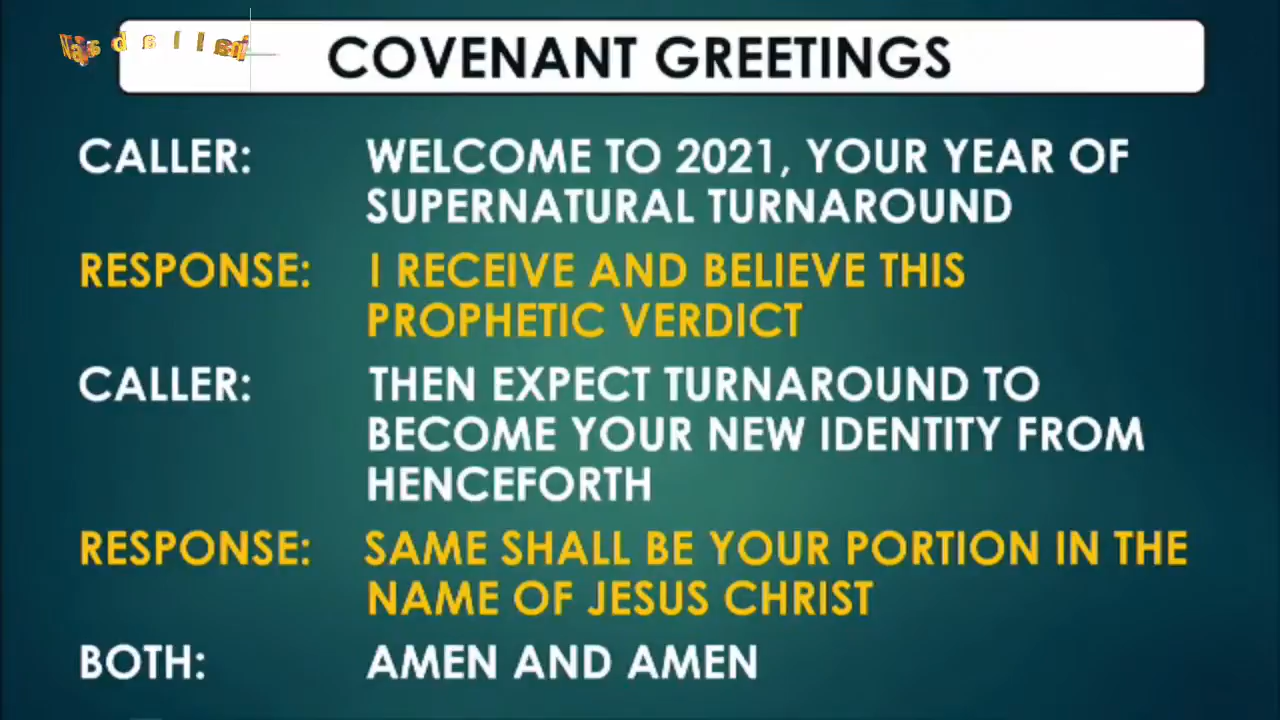 COVENANT GREETINGS
CALLER: WELCOME TO 2021, YOUR YEAR OF
SUPERNATURAL TURNAROUND
RESPONSE: I RECEIVE AND BELIEVE THIS
PROPHETIC VERDICT
CALLER: THEN EXPECT TURNAROUND TO
BECOME YOUR NEW IDENTITY FROM
HENCEFORTH
RESPONSE: SAME SHALL BE YOUR PORTION IN THE
NAME OF JESUS CHRIST
BOTH: AMEN AND AMEN